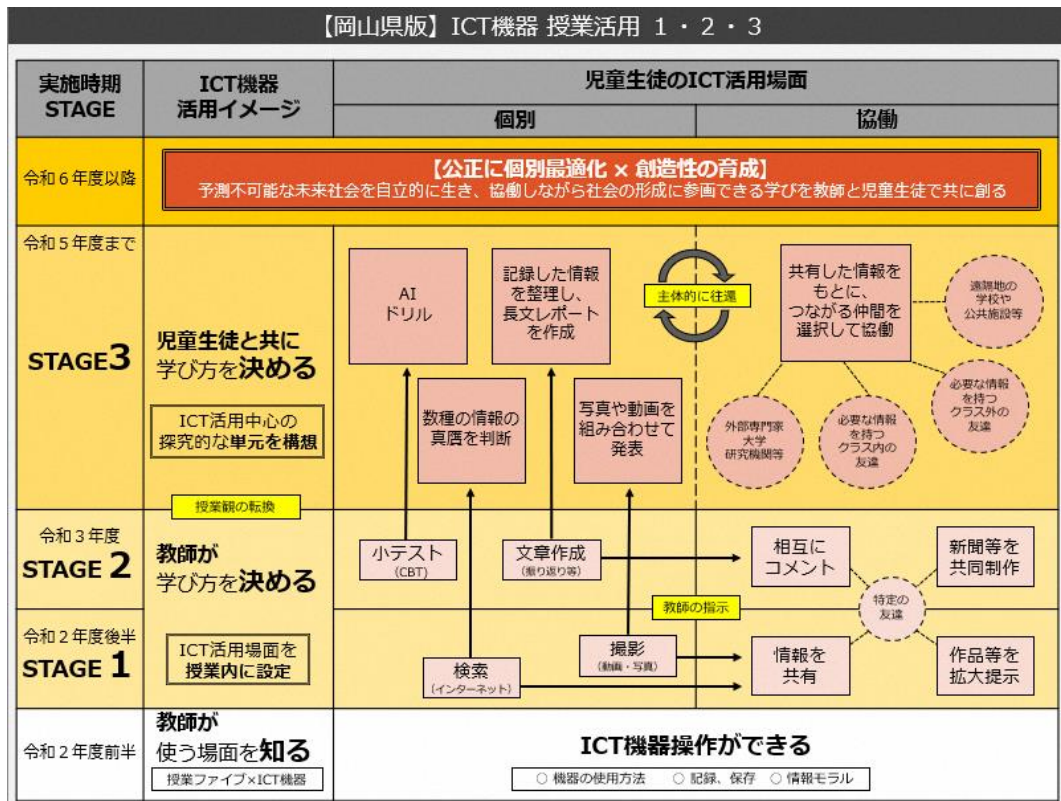 【岡山県版】ICT機器 授業活用 1・2・3
実施時期
STAGE
ICT機器
活用イメージ
児童生徒のICT活用場面
個別
協働
令和6年度以降
【公正に個別最適化 × 創造性の育成】
予測不可能な未来社会を自立的に生き、協働しながら社会の形成に参画できる学びを教師と児童生徒で共に創る
令和5年度まで
STAGE3
児童生徒と共に
学び方を決める
ICT活用中心の
探究的な単元を構想
AI
ドリル
記録した情報
を整理し、
長文レポート
を作成
数種の情報の
真贋を判断
写真や動画を
組み合わせて
発表
主体的に往還
共有した情報を
もとに、
つながる仲間を
選択して協働
遠隔地の
学校や
公共施設等
必要な情報
を持つ
クラス外の
友達
必要な情報
を持つ
クラス内の
友達
外部専門家
大学
研究機関等
授業観の転換
令和3年度
STAGE 2
教師が
学び方を決める
小テスト
(CBT)
文章作成
(振り返り等)
相互に
コメント
新聞等を
共同制作
教師の指示
特定の
友達
令和2年度後半
STAGE 1
ICT活用場面を
授業内に設定
検索
(インターネット)
撮影
(動画・写真)
情報を
共有
作品等を
拡大提示
令和2年度前半
教師が
使う場面を知る
授業ファイブ×ICT機器
ICT機器操作ができる
○ 機器の使用方法 ○ 記録、保存 ○ 情報モラル